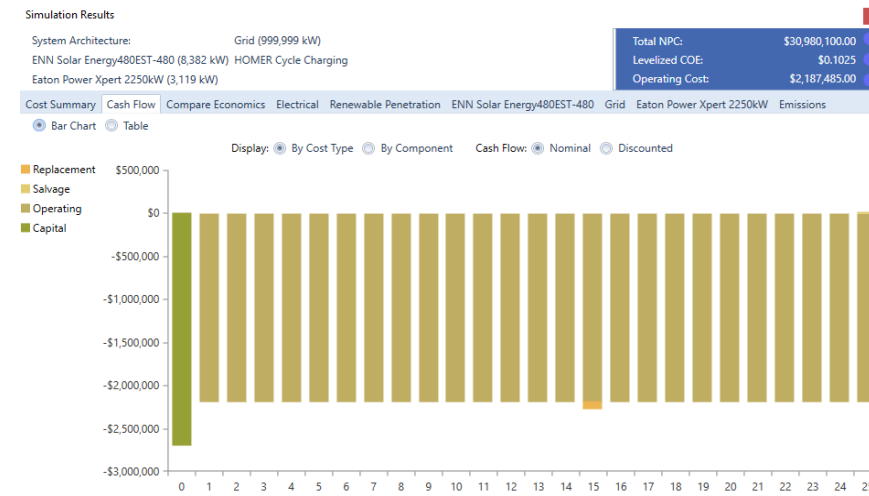 Simulation Results
System Architecture: Grid (999,999 kW)
ENN Solar Energy480EST-480 (8,382 kW) HOMER Cycle Charging
Eaton Power Xpert 2250kW (3,119 kW)
Total NPC: $30,980,100.00
Levelized COE: $0.1025
Operating Cost: $2,187,485.00
Cost Summary Cash Flow Compare Economics Electrical Renewable Penetration ENN Solar Energy480EST-480 Grid Eaton Power Xpert 2250kW Emissions
Bar Chart Table
Display: By Cost Type By Component Cash Flow: Nominal Discounted
Replacement
Salvage
Operating
Capital
$500,000
$0
-$500,000
-$1,000,000
-$1,500,000
-$2,000,000
-$2,500,000
-$3,000,000
0 1 2 3 4 5 6 7 8 9 10 11 12 13 14 15 16 17 18 19 20 21 22 23 24